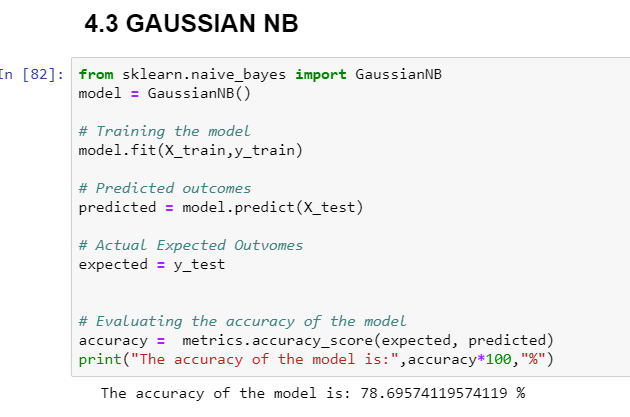 4.3 GAUSSIAN NB
In [82]: from sklearn.naive_bayes import GaussianNB
model = GaussianNB()
# Training the model
model.fit(X_train,y_train)
# Predicted outcomes
predicted = model.predict(X_test)
# Actual Expected Outvomes
expected = y_test
# Evaluating the accuracy of the model
accuracy =  metrics.accuracy_score(expected, predicted)
print("The accuracy of the model is:",accuracy*100,"%")
The accuracy of the model is: 78.69574119574119 %